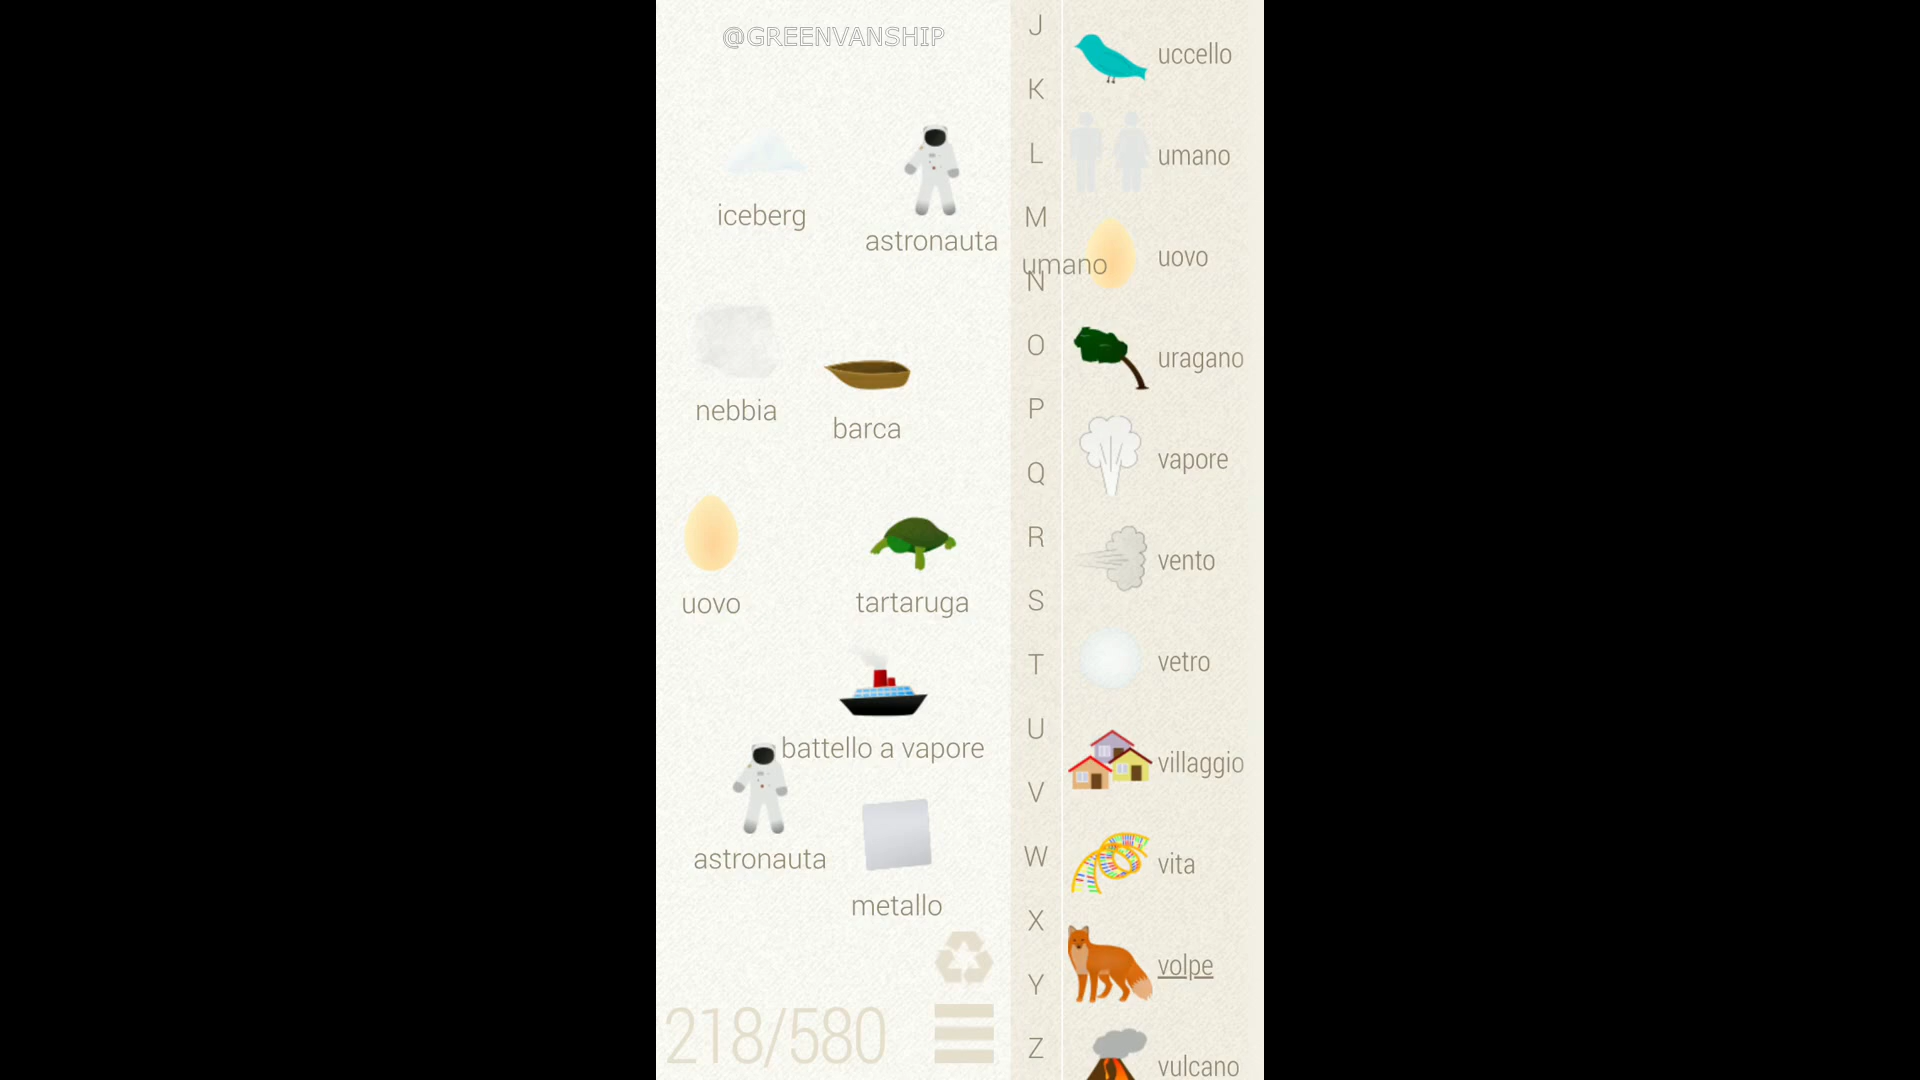 @GREENVANSHIP
iceberg
astronauta
nebbia
barca
uovo
tartaruga
battello a vapore
astronauta
metallo
218/580
J
K
L
M
umano
N
O
P
Q
R
S
T
U
V
W
X
Y
Z
uccello
umano
uovo
uragano
vapore
vento
vetro
villaggio
vita
volpe
vulcano